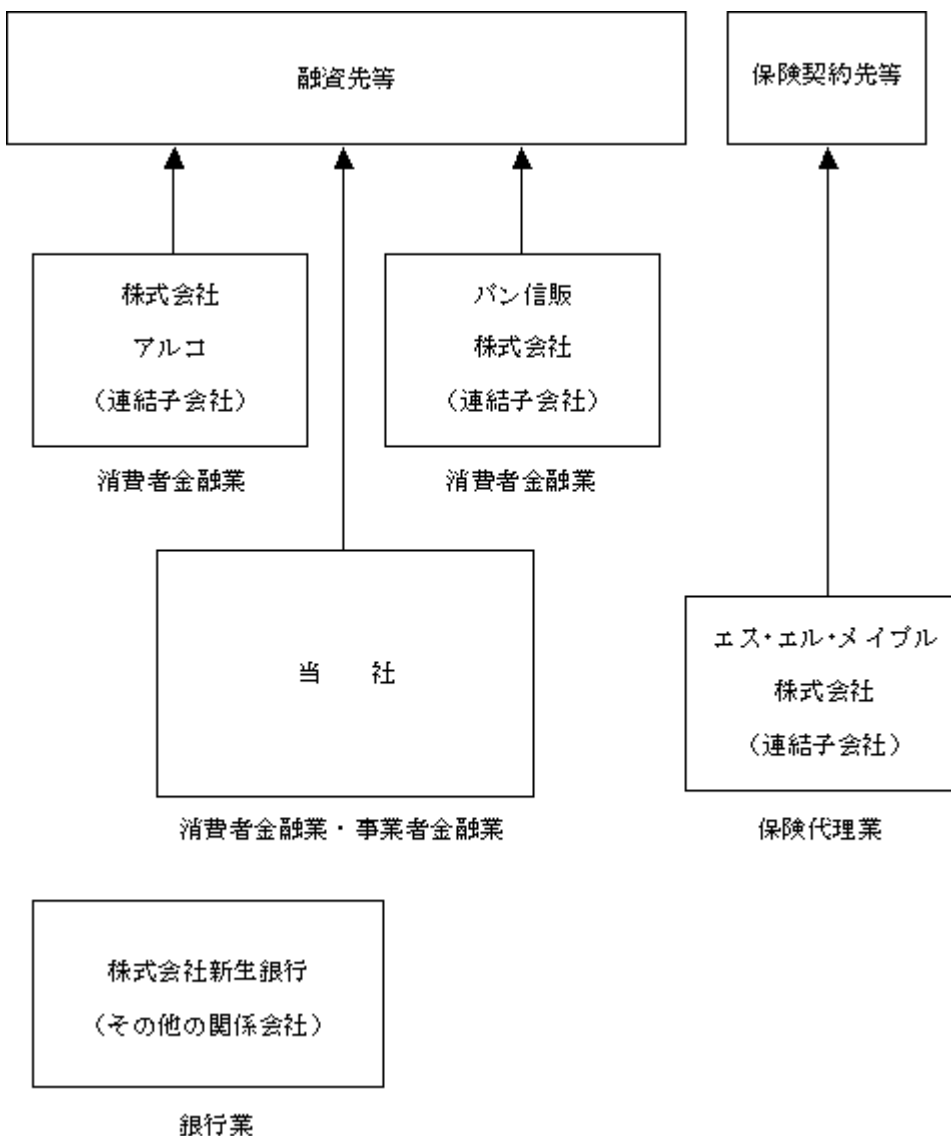 融資先等
保険契約先等
株式会社
アルコ
（連結子会社）
消費者金融業
パン信販
株式会社
（連結子会社）
消費者金融業
当　　社
消費者金融業・事業者金融業
エス・エル・メイプル
株式会社
（連結子会社）
保険代理業
株式会社新生銀行
（その他の関係会社）
銀行業